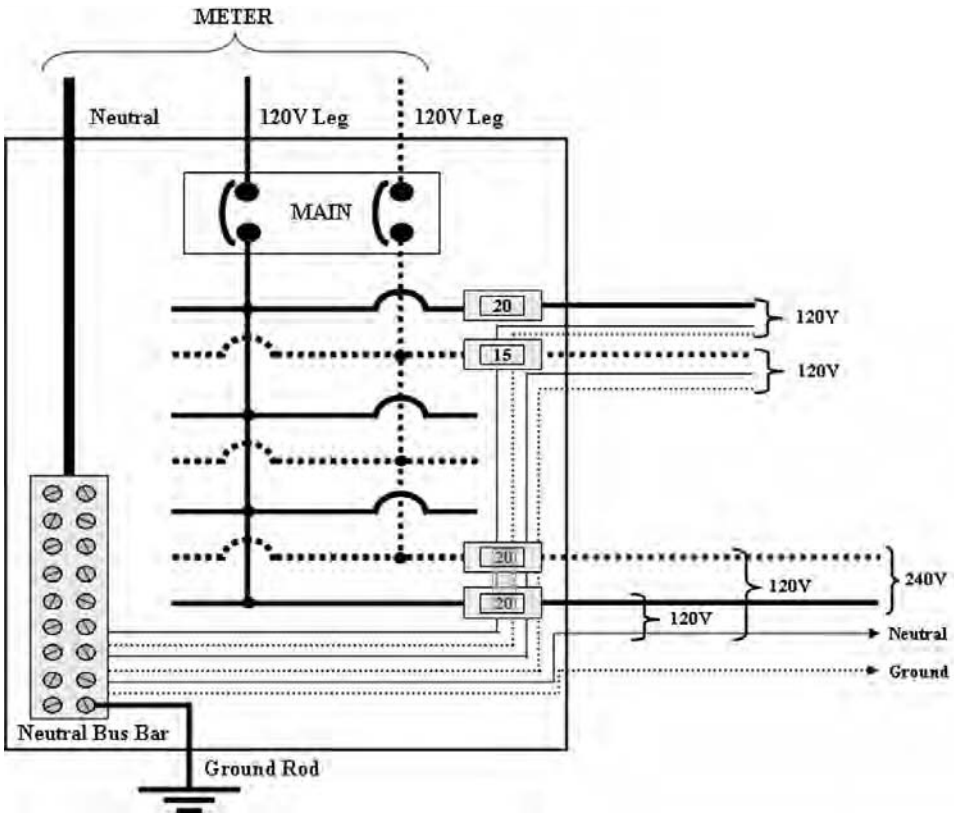 METER
Neutral
120V Leg
120V Leg
MAIN
20
120V
15
120V
20
120V
240V
20
120V
Neutral
Ground
Neutral Bus Bar
Ground Rod